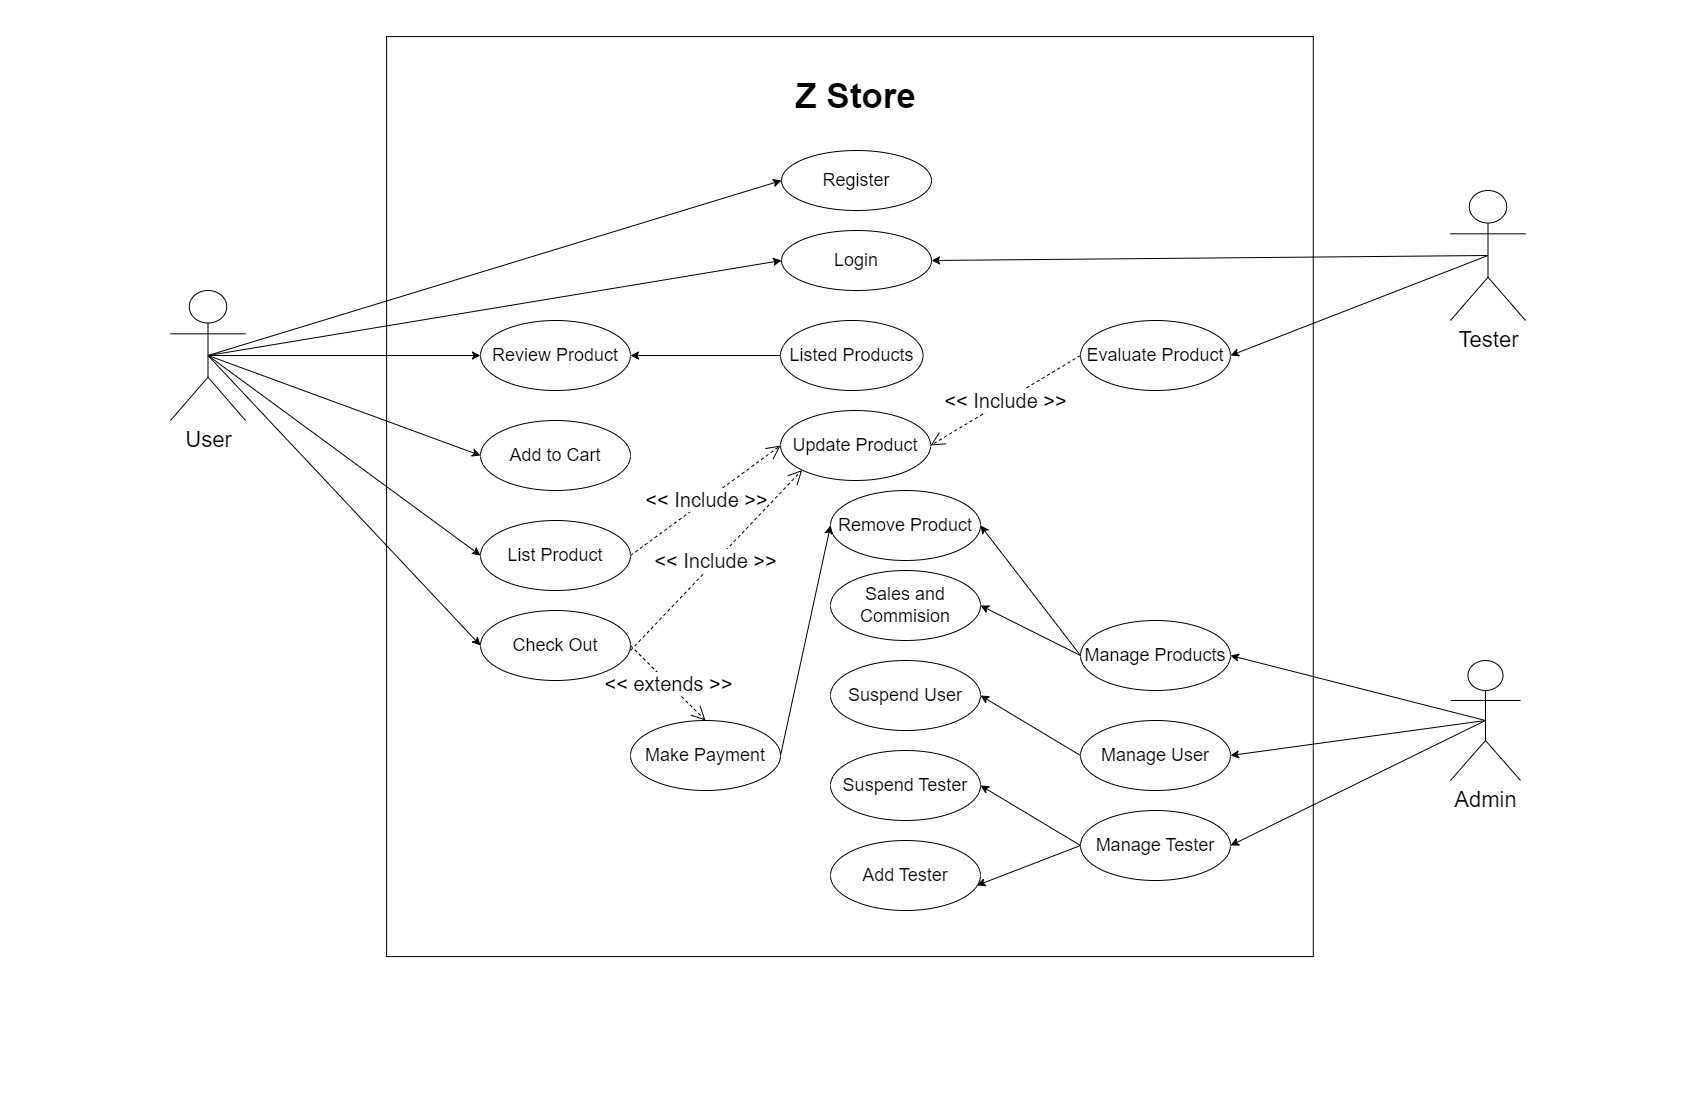 Z Store
Register
Login
Tester
Review Product
Listed Products
Evaluate Product
<< Include >>
User
Add to Cart
Update Product
<< Include >>
Remove Product
List Product
<< Include >>
Sales and
Commision
Check Out
Manage Products
<< extends >>
Suspend User
Make Payment
Manage User
Suspend Tester
Admin
Manage Tester
Add Tester